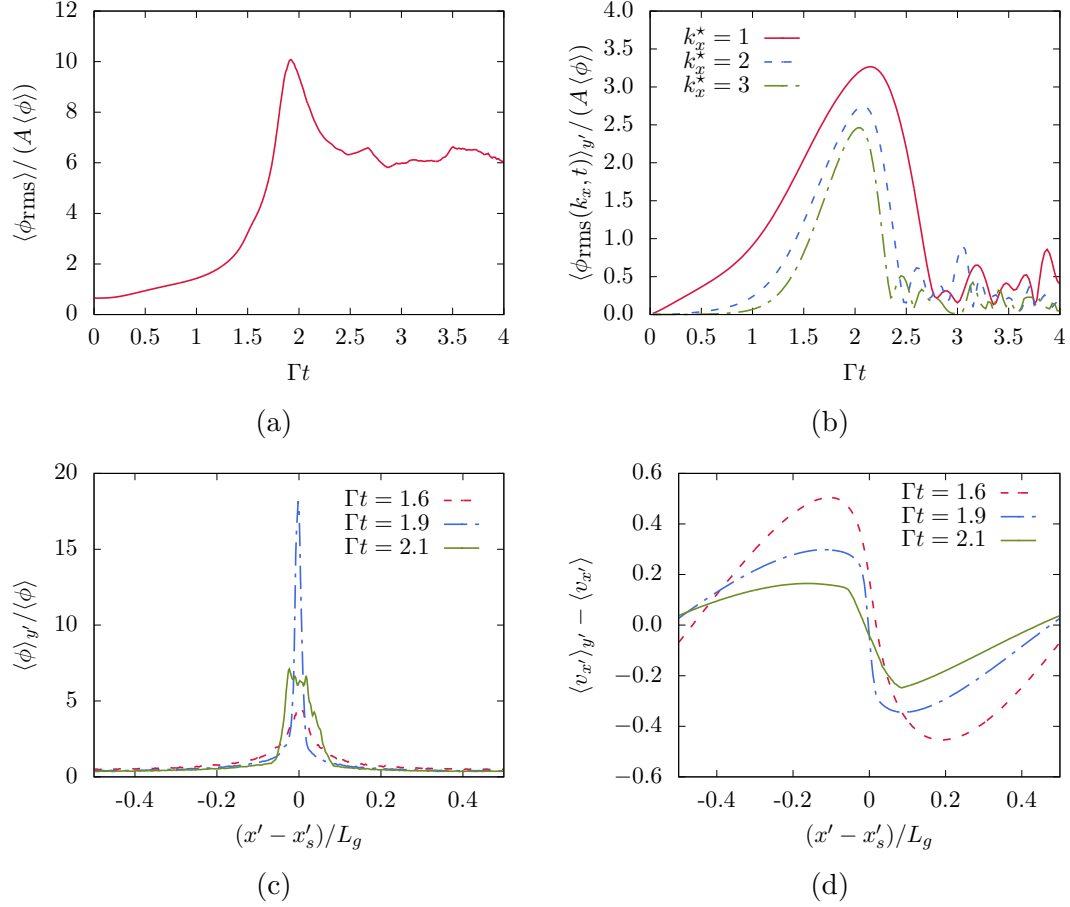 ⟨ϕrms⟩ / (A ⟨ϕ⟩)
12
10
8
6
4
2
0
0 0.5 1 1.5 2 2.5 3 3.5 4
Γt
(a)
⟨ϕrms(kx, t)⟩y′ / (A ⟨ϕ⟩)
4.0
3.5
3.0
2.5
2.0
1.5
1.0
0.5
0.0
k⋆x = 1
k⋆x = 2
k⋆x = 3
0 0.5 1 1.5 2 2.5 3 3.5 4
Γt
(b)
⟨ϕ⟩y′/⟨ϕ⟩
20
15
10
5
0
Γt = 1.6
Γt = 1.9
Γt = 2.1
-0.4 -0.2 0 0.2 0.4
(x′ − x′s)/Lg
(c)
⟨vx′⟩y′ − ⟨vx′⟩
0.6
0.4
0.2
0.0
−0.2
−0.4
−0.6
Γt = 1.6
Γt = 1.9
Γt = 2.1
-0.4 -0.2 0 0.2 0.4
(x′ − x′s)/Lg
(d)